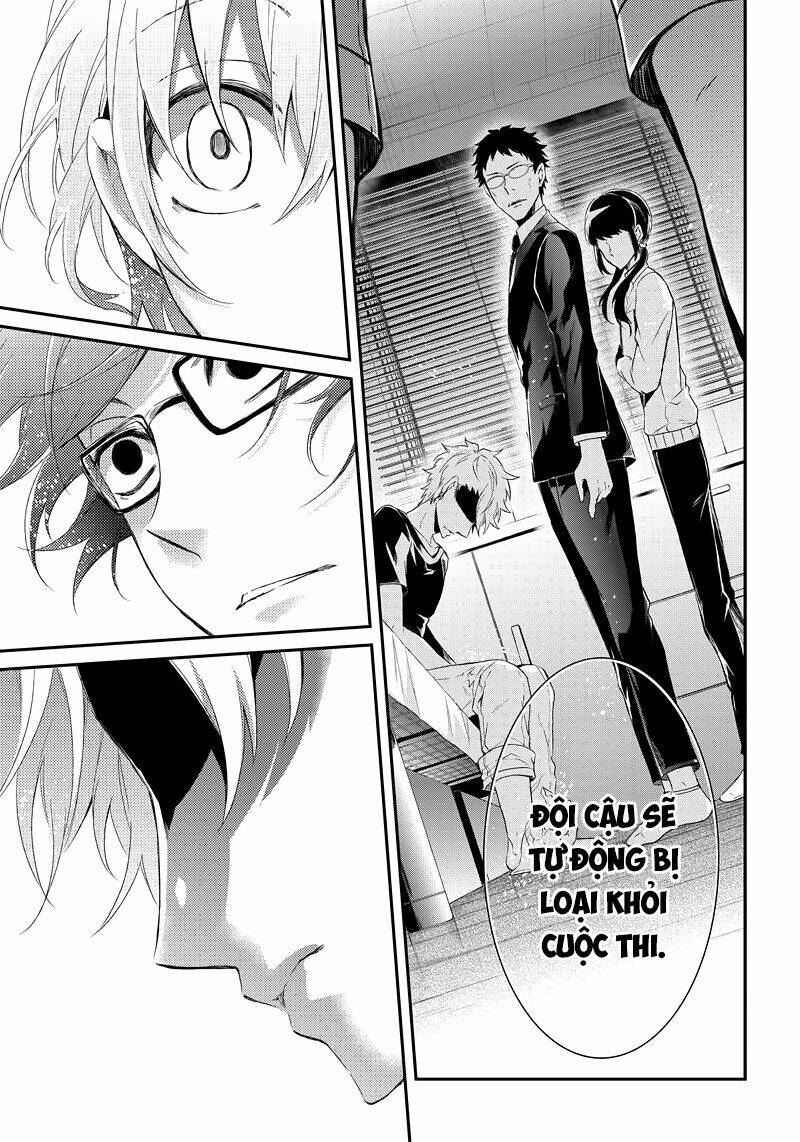 ĐỘI CẬU SẼ
TỰ ĐỘNG BỊ
LOẠI KHỎI
CUỘC THI.